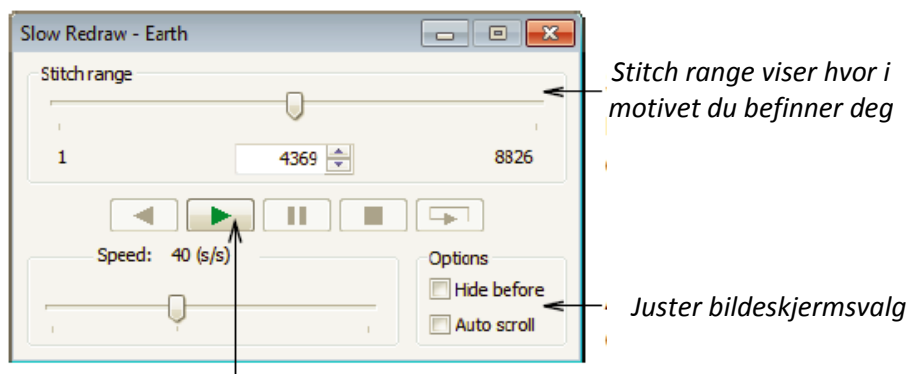 Slow Redraw - Earth
Stitch range
1
4369
8826
Stitch range viser hvor i
motivet du befinner deg
Speed: 40 (s/s)
Options
Hide before
Auto scroll
Juster bildeskjermsvalg